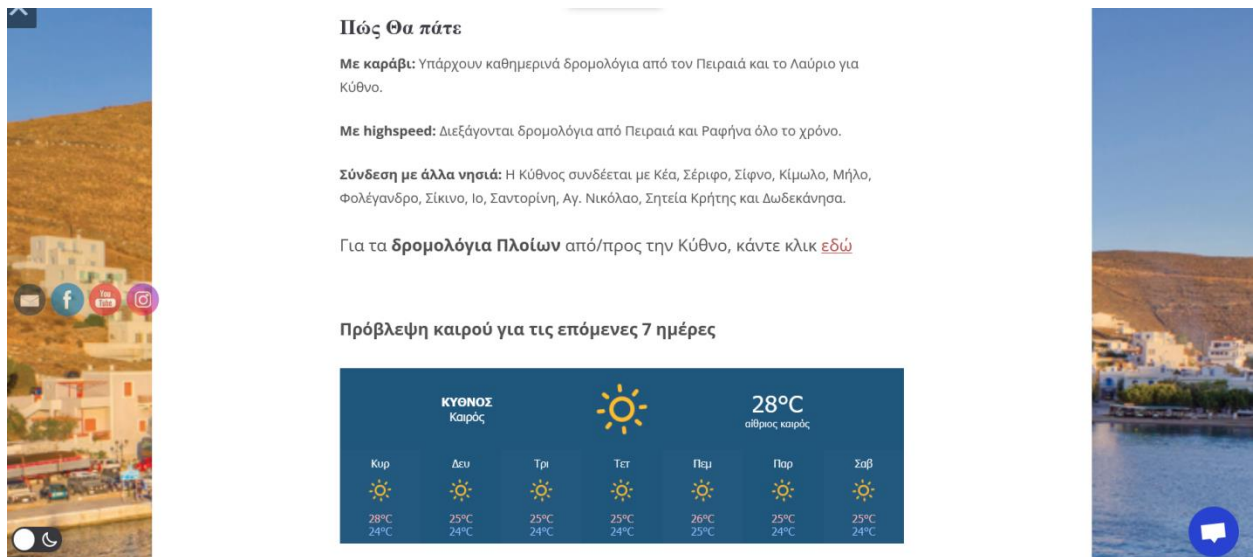 Πώς Θα πάτε
Με καράβι: Υπάρχουν καθημερινά δρομολόγια από τον Πειραιά και το Λαύριο για
Κύθνο.
Με highspeed: Διεξάγονται δρομολόγια από Πειραιά και Ραφήνα όλο το χρόνο.
Σύνδεση με άλλα νησιά: Η Κύθνος συνδέεται με Κέα, Σέριφο, Σίφνο, Κίμωλο, Μήλο,
Φολέγανδρο, Σίκινο, Ιο, Σαντορίνη, Αγ. Νικόλαο, Σητεία Κρήτης και Δωδεκάνησα.
Για τα δρομολόγια Πλοίων από/προς την Κύθνο, κάντε κλικ εδώ
You
Tube
Πρόβλεψη καιρού για τις επόμενες 7 ημέρες
ΚΥΘΝΟΣ
Καιρός
28°C
αίθριος καιρός
Κυρ Δευ Τρι Τετ Πεμ Παρ Σαβ
28°C 25°C 25°C 25°C 26°C 25°C 25°C
24°C 24°C 24°C 24°C 25°C 24°C 24°C